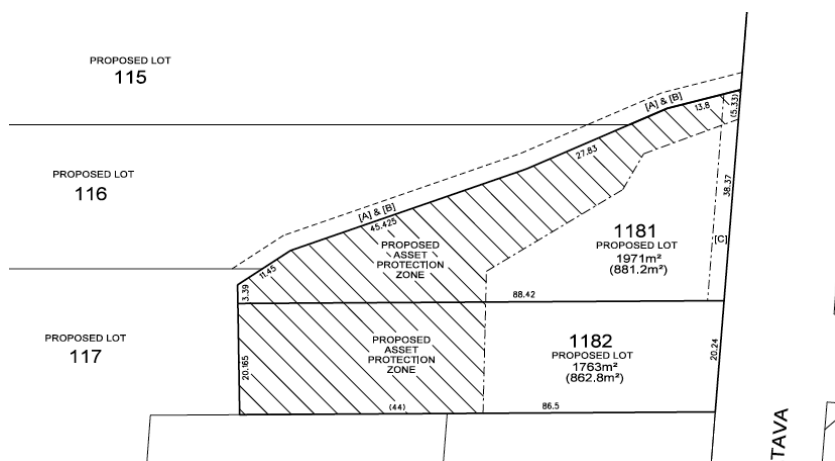 PROPOSED LOT
115
[A] & [B]
13.8
(5.33)
27.83
PROPOSED LOT
116
38.37
[A] & [B]
45.425
1181
PROPOSED LOT
1971m²
(881.2m²)
[C]
PROPOSED
ASSET
PROTECTION
ZONE
11.45
3.39
88.42
PROPOSED LOT
117
PROPOSED
ASSET
PROTECTION
ZONE
1182
PROPOSED LOT
1763m²
(862.8m²)
20.165
20.24
(44)
86.5
TAVA